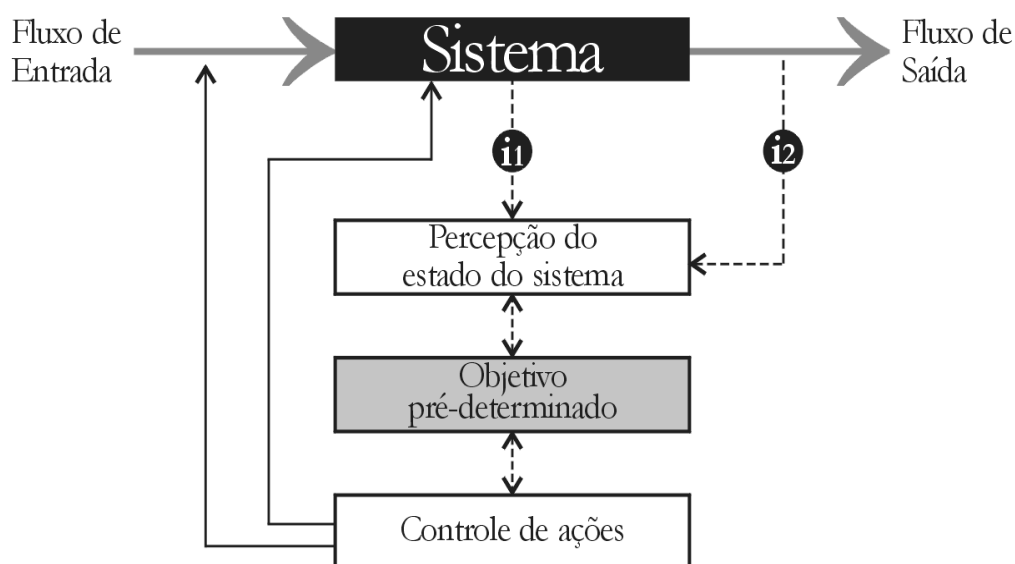 Fluxo de
Entrada
Sistema
Fluxo de
Saída
i1
i2
Percepção do
estado do sistema
Objetivo
pré-determinado
Controle de ações